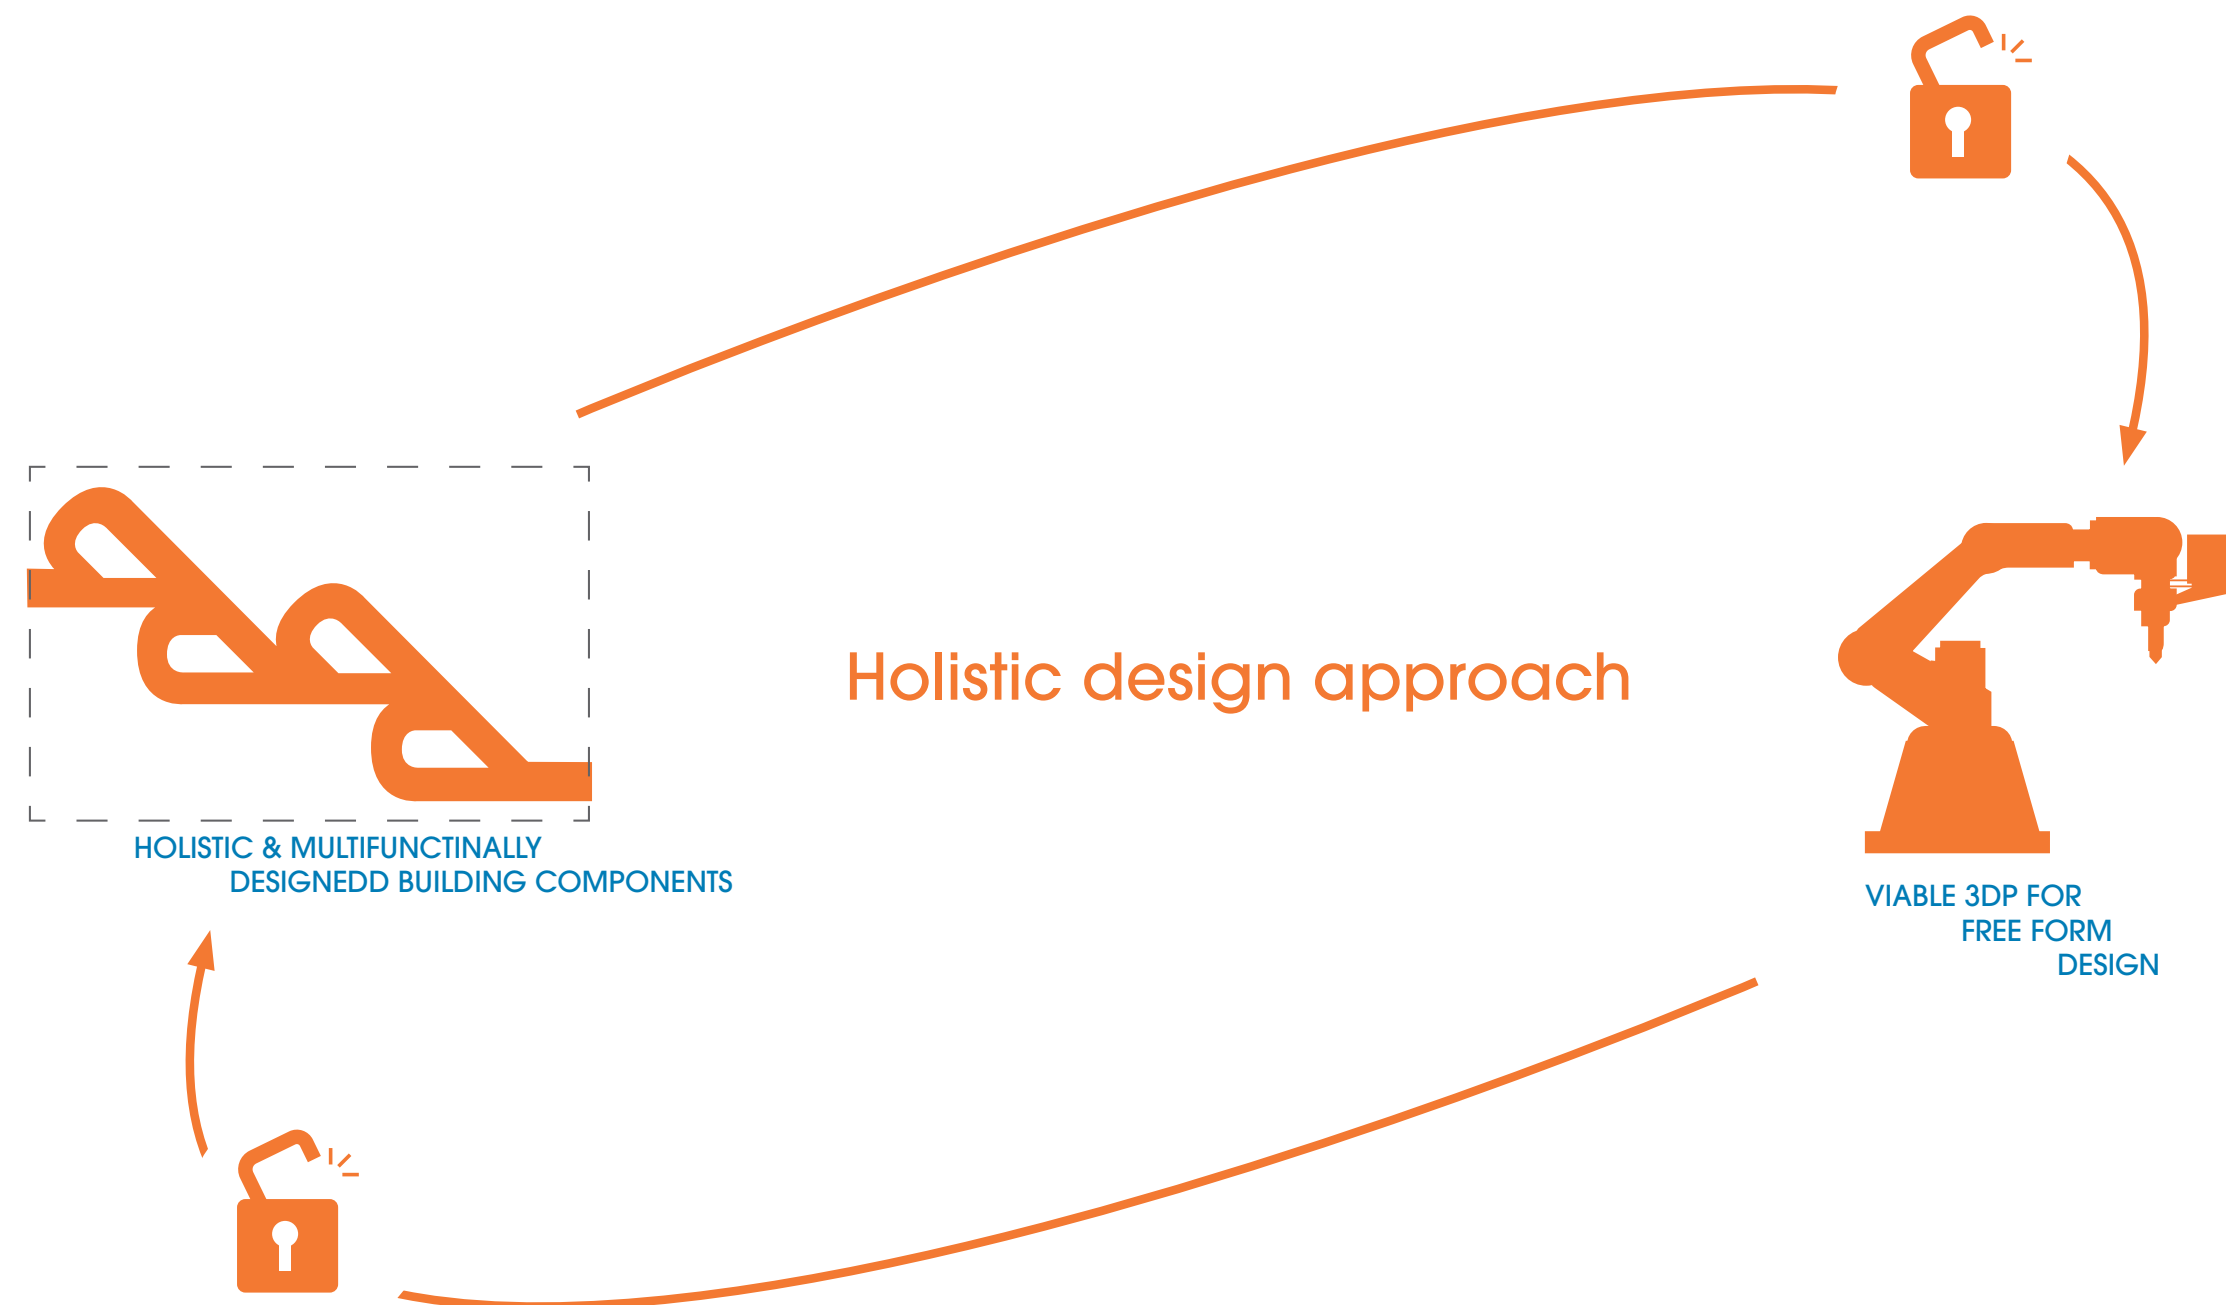 Holistic design approach
HOLISTIC & MULTIFUNCTINALLY
DESIGNEDD BUILDING COMPONENTS
VIABLE 3DP FOR
FREE FORM
DESIGN